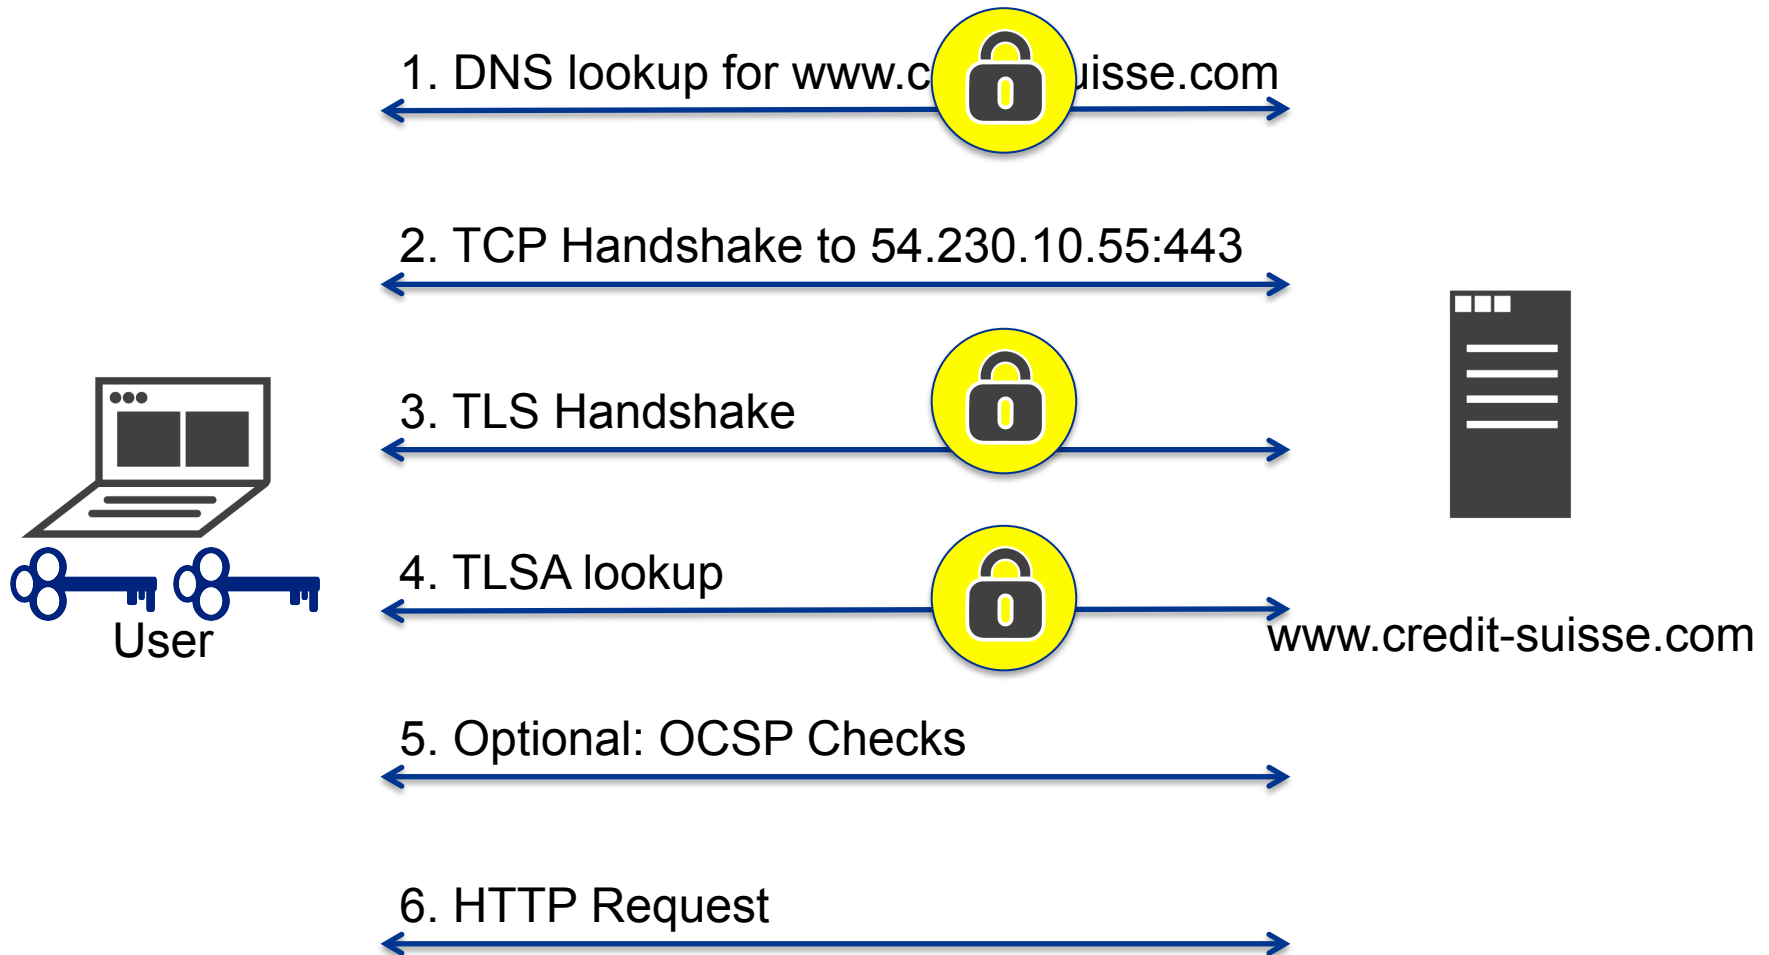 1. DNS lookup for www.c uisse.com
2. TCP Handshake to 54.230.10.55:443
3. TLS Handshake
4. TLSA lookup
User
www.credit-suisse.com
5. Optional: OCSP Checks
6. HTTP Request